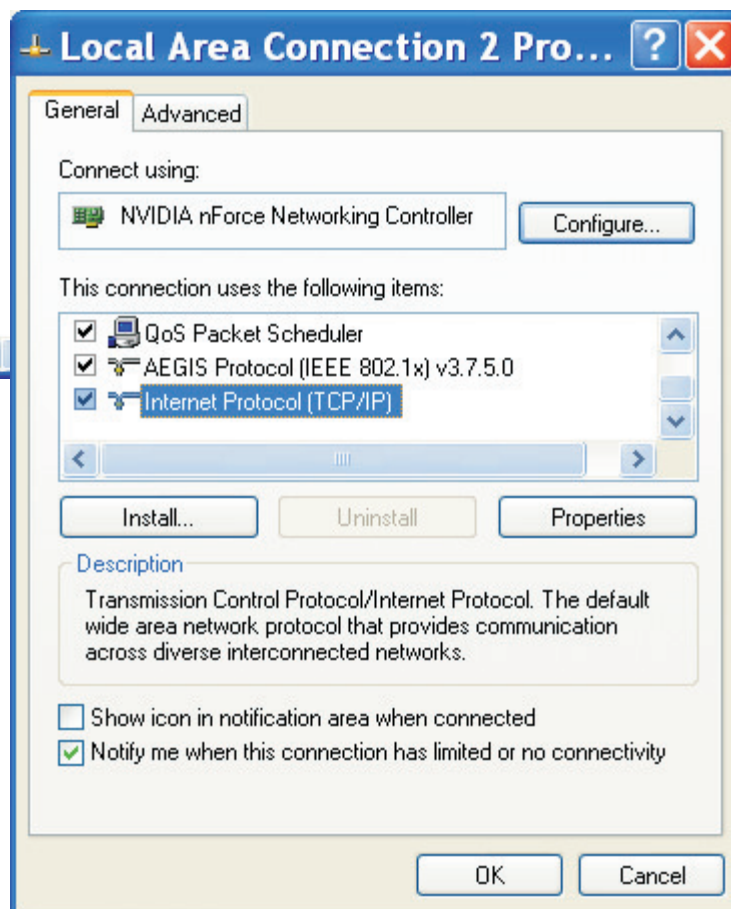 Local Area Connection 2 Pro...
General Advanced
Connect using:
NVIDIA nForce Networking Controller Configure...
This connection uses the following items:
QoS Packet Scheduler
AEGIS Protocol (IEEE 802.1x) v3.7.5.0
Internet Protocol (TCP/IP)
Install... Uninstall Properties
Description
Transmission Control Protocol/Internet Protocol. The default
wide area network protocol that provides communication
across diverse interconnected networks.
Show icon in notification area when connected
Notify me when this connection has limited or no connectivity
OK Cancel